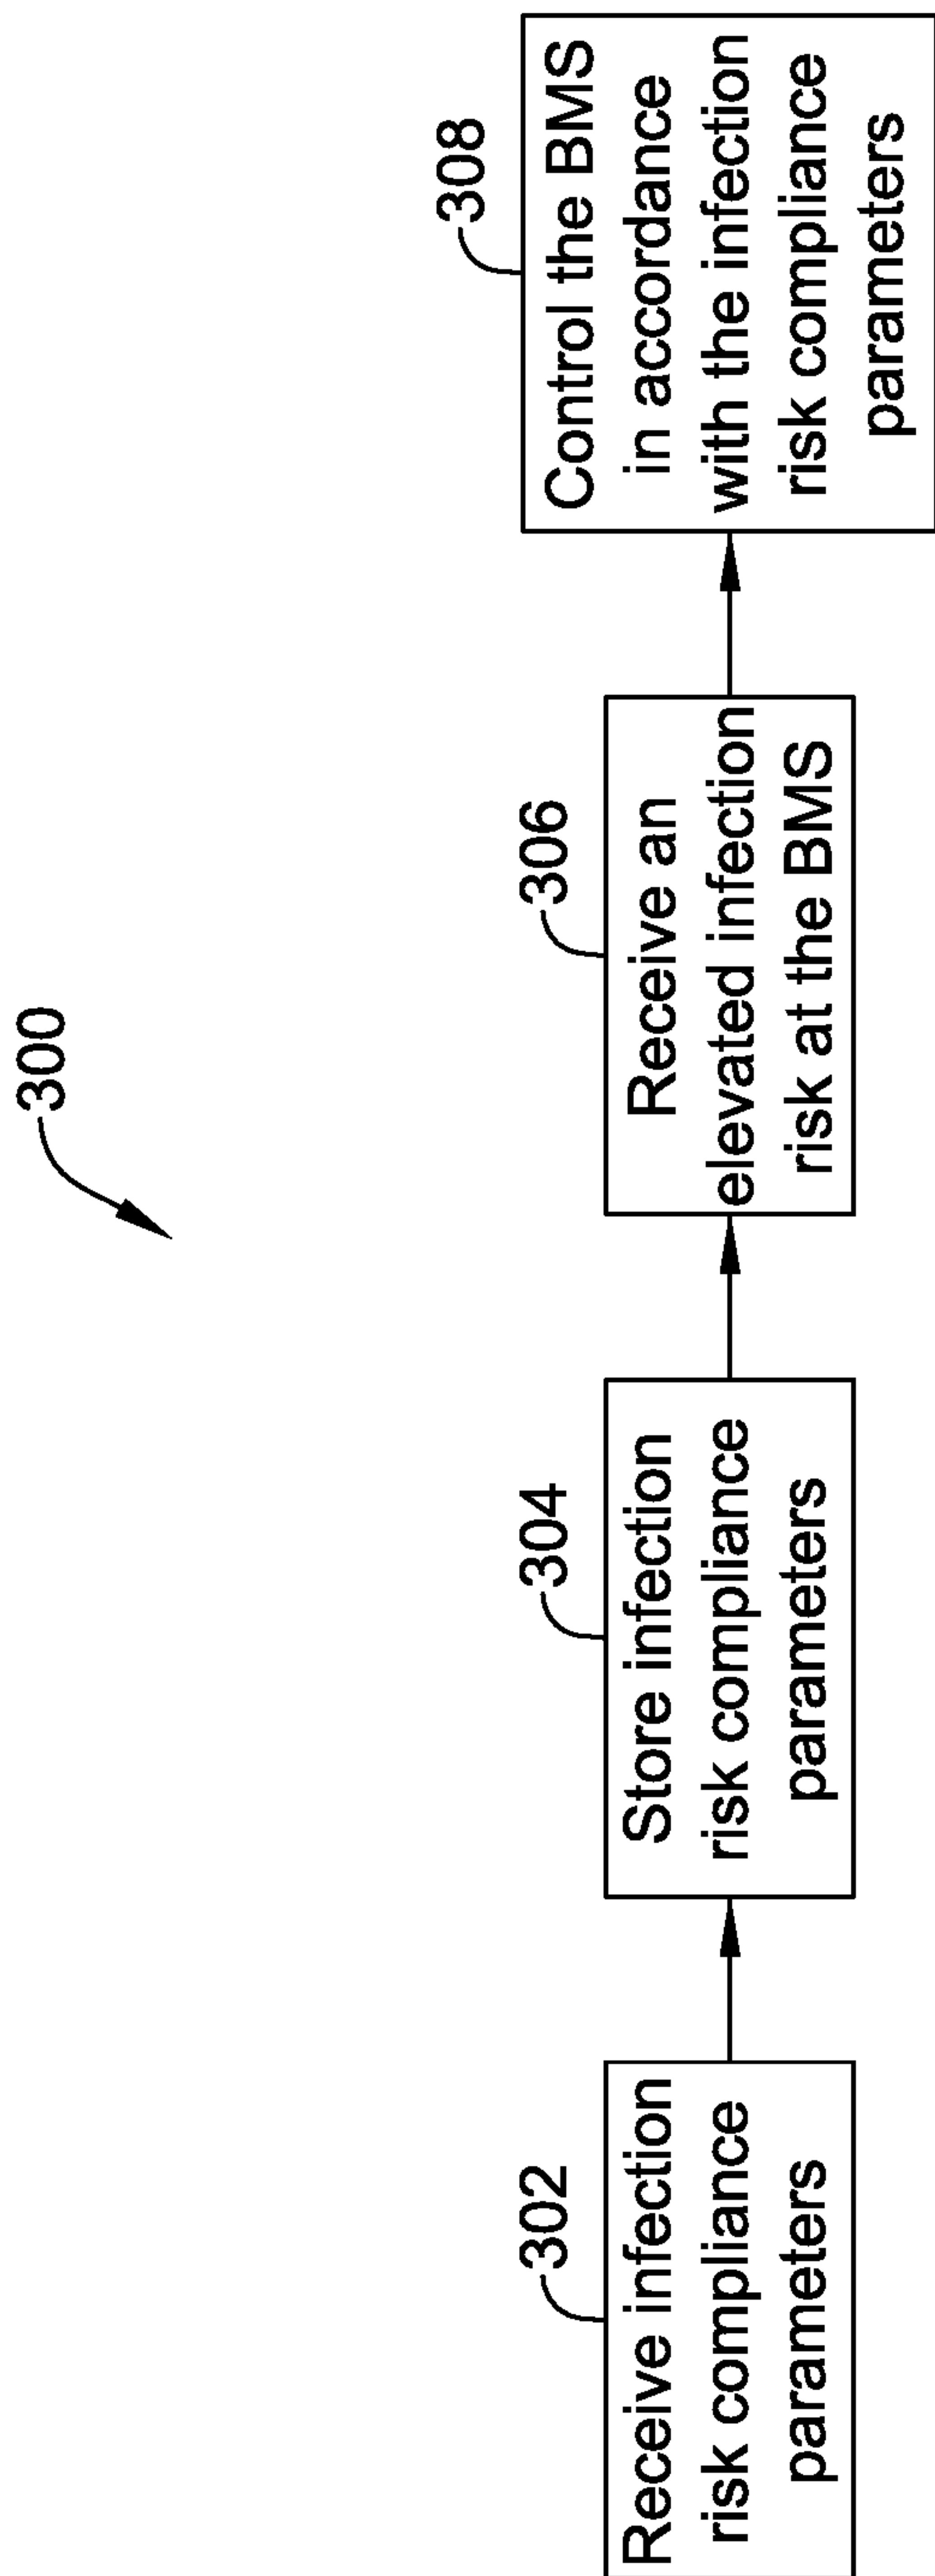 300
302
Receive infection
risk compliance
parameters
304
Store infection
risk compliance
parameters
306
Receive an
elevated infection
risk at the BMS
308
Control the BMS
in accordance
with the infection
risk compliance
parameters